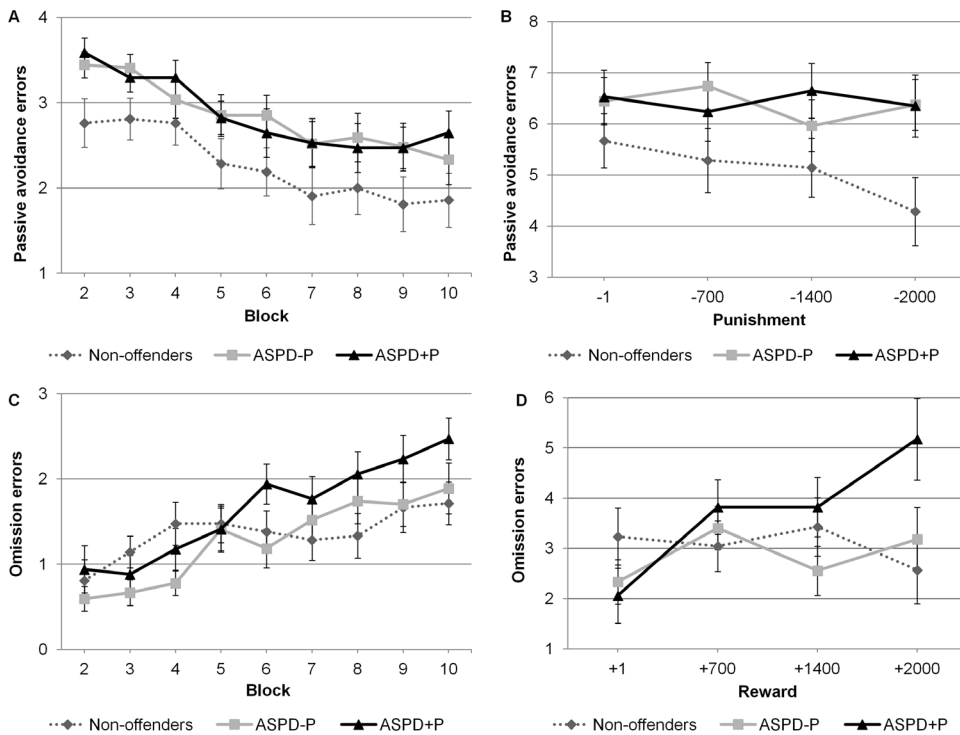 A
Passive avoidance errors
4
3
2
1
2 3 4 5 6 7 8 9 10
Block
Non-offenders ASPD-P ASPD+P
B
Passive avoidance errors
8
7
6
5
4
3
-1 -700 -1400 -2000
Punishment
Non-offenders ASPD-P ASPD+P
C
Omission errors
3
2
1
0
2 3 4 5 6 7 8 9 10
Block
Non-offenders ASPD-P ASPD+P
D
Omission errors
6
5
4
3
2
1
+1 +700 +1400 +2000
Reward
Non-offenders ASPD-P ASPD+P